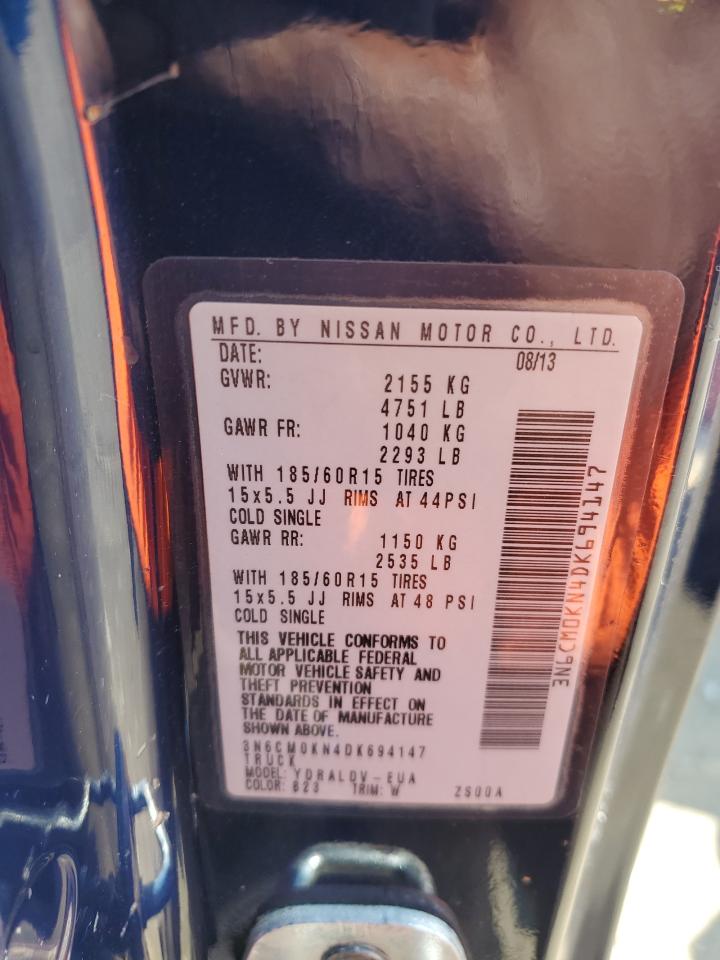 MFD. BY NISSAN MOTOR CO., LTD.
DATE: 08/13
GVWR: 2155 KG
4751 LB
GAWR FR: 1040 KG
2293 LB
WITH 185/60R15 TIRES
15x5.5 JJ RIMS AT 44PSI
COLD SINGLE
GAWR RR: 1150 KG
2535 LB
WITH 185/60R15 TIRES
15x5.5 JJ RIMS AT 48 PSI
COLD SINGLE
THIS VEHICLE CONFORMS TO
ALL APPLICABLE FEDERAL
MOTOR VEHICLE SAFETY AND
THEFT PREVENTION
STANDARDS IN EFFECT ON
THE DATE OF MANUFACTURE
SHOWN ABOVE.
3N6CM0KN4DK694147
TRUCK
MODEL: YDRALDV-EUA
COLOR: B23 TRIM: W ZS00A
3N6CM0KN4DK694147